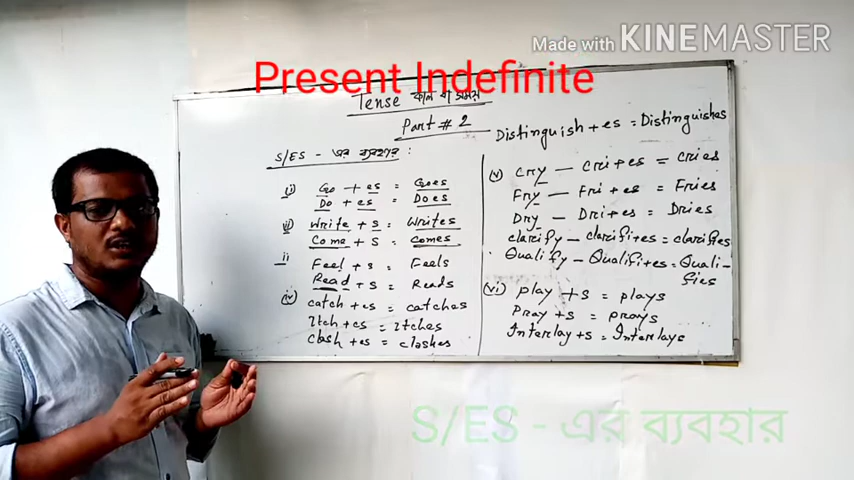 Made with KINEMASTER
Present Indefinite
Tense কাল বা সময়
Part # 2
S/ES - এর ব্যবহার :
(i) Go + es = Goes
Do + es = Does
ii) Write + s = Writes
Come + s = comes
ii Feel + s = Feels
Read + s = Reads
(iv) catch + es = catches
Itch + es = Itches
clash + es = clashes
Distinguish + es = Distinguishes
(v) Cry — Cri + es = Cries
Fry — Fri + es = Fries
Dry — Dri + es = Dries
clarify — clarifi + es = clarifies
Qualify — Qualifi + es = Quali-
fies
(vi) play + s = plays
Pray + s = prays
Interlay + s = Interlays
S/ES - এর ব্যবহার